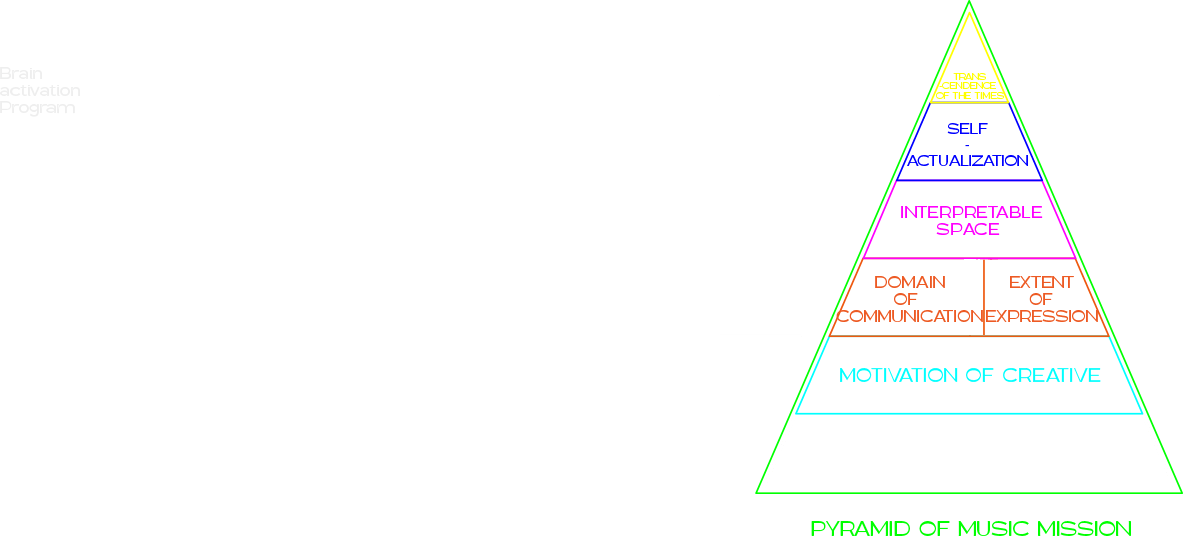 Brain
activation
Program
TRANS
-CENDENCE
OF THE TIMES
SELF
-
ACTUALIZATION
INTERPRETABLE
SPACE
DOMAIN
OF
COMMUNICATION
EXTENT
OF
EXPRESSION
MOTIVATION OF CREATIVE
PYRAMID OF MUSIC MISSION